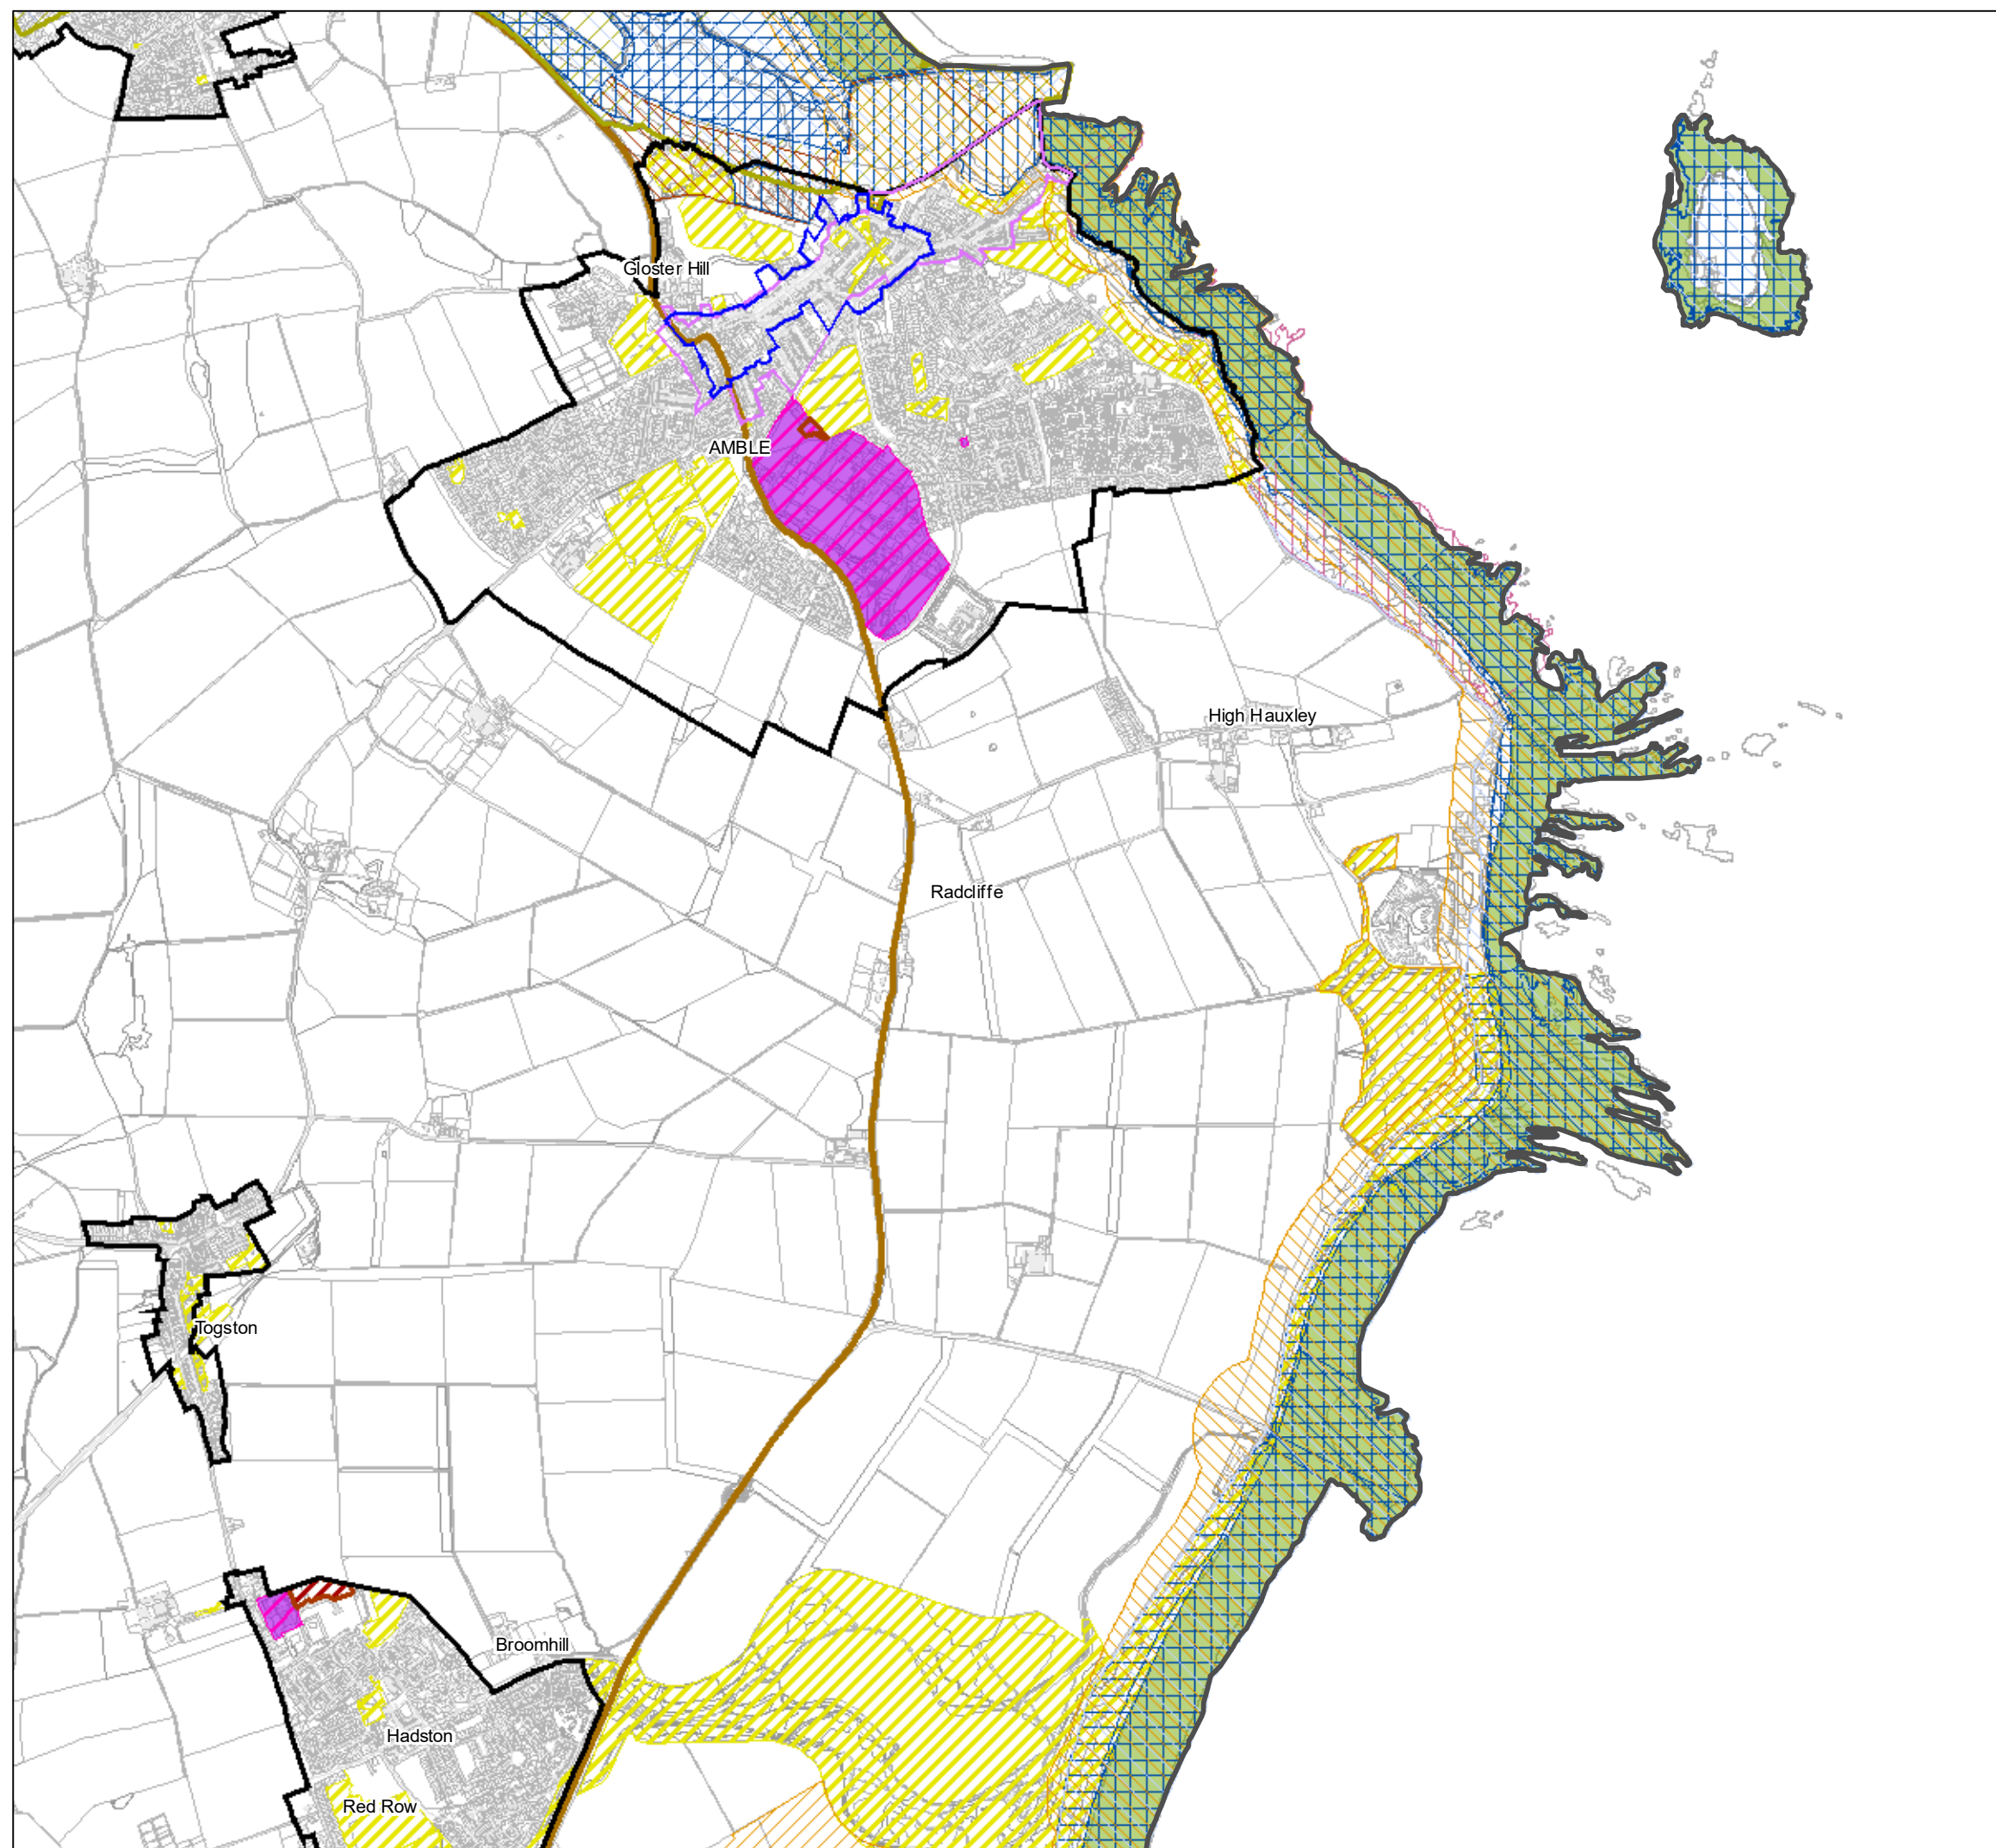 Gloster Hill
AMBLE
High Hauxley
Radcliffe
Togston
Broomhill
Hadston
Red Row